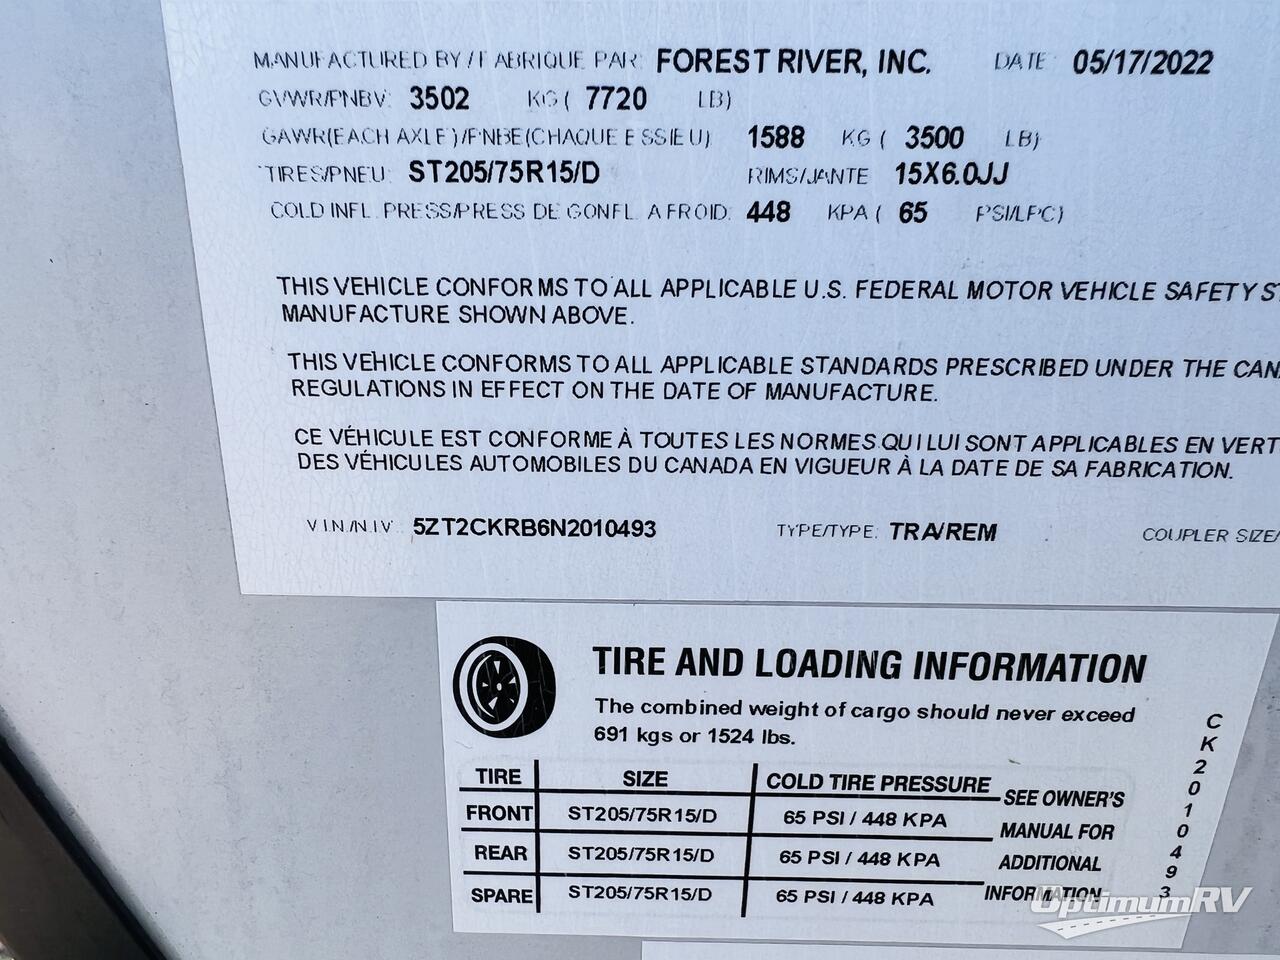 MANUFACTURED BY / FABRIQUE PAR: FOREST RIVER, INC. DATE: 05/17/2022
GVWR/PNBV: 3502 KG ( 7720 LB)
GAWR(EACH AXLE)/PNBE(CHAQUE ESSIEU) 1588 KG ( 3500 LB)
TIRES/PNEU: ST205/75R15/D RIMS/JANTE 15X6.0JJ
COLD INFL. PRESS/PRESS DE GONFL. A FROID: 448 KPA ( 65 PSI/LPC)
THIS VEHICLE CONFORMS TO ALL APPLICABLE U.S. FEDERAL MOTOR VEHICLE SAFETY
MANUFACTURE SHOWN ABOVE.
THIS VEHICLE CONFORMS TO ALL APPLICABLE STANDARDS PRESCRIBED UNDER THE
REGULATIONS IN EFFECT ON THE DATE OF MANUFACTURE.
CE VÉHICULE EST CONFORME À TOUTES LES NORMES QUI LUI SONT APPLICABLES EN
DES VÉHICULES AUTOMOBILES DU CANADA EN VIGUEUR À LA DATE DE SA FABRICATION.
V.I.N./N.I.V. 5ZT2CKRB6N2010493 TYPE/TYPE: TRA/REM COUPLER SIZE/
TIRE AND LOADING INFORMATION
The combined weight of cargo should never exceed
691 kgs or 1524 lbs.
TIRE SIZE COLD TIRE PRESSURE
FRONT ST205/75R15/D 65 PSI / 448 KPA
REAR ST205/75R15/D 65 PSI / 448 KPA
SPARE ST205/75R15/D 65 PSI / 448 KPA
SEE OWNER'S
MANUAL FOR
ADDITIONAL
INFORMATION
CK2010493
OptimumRV